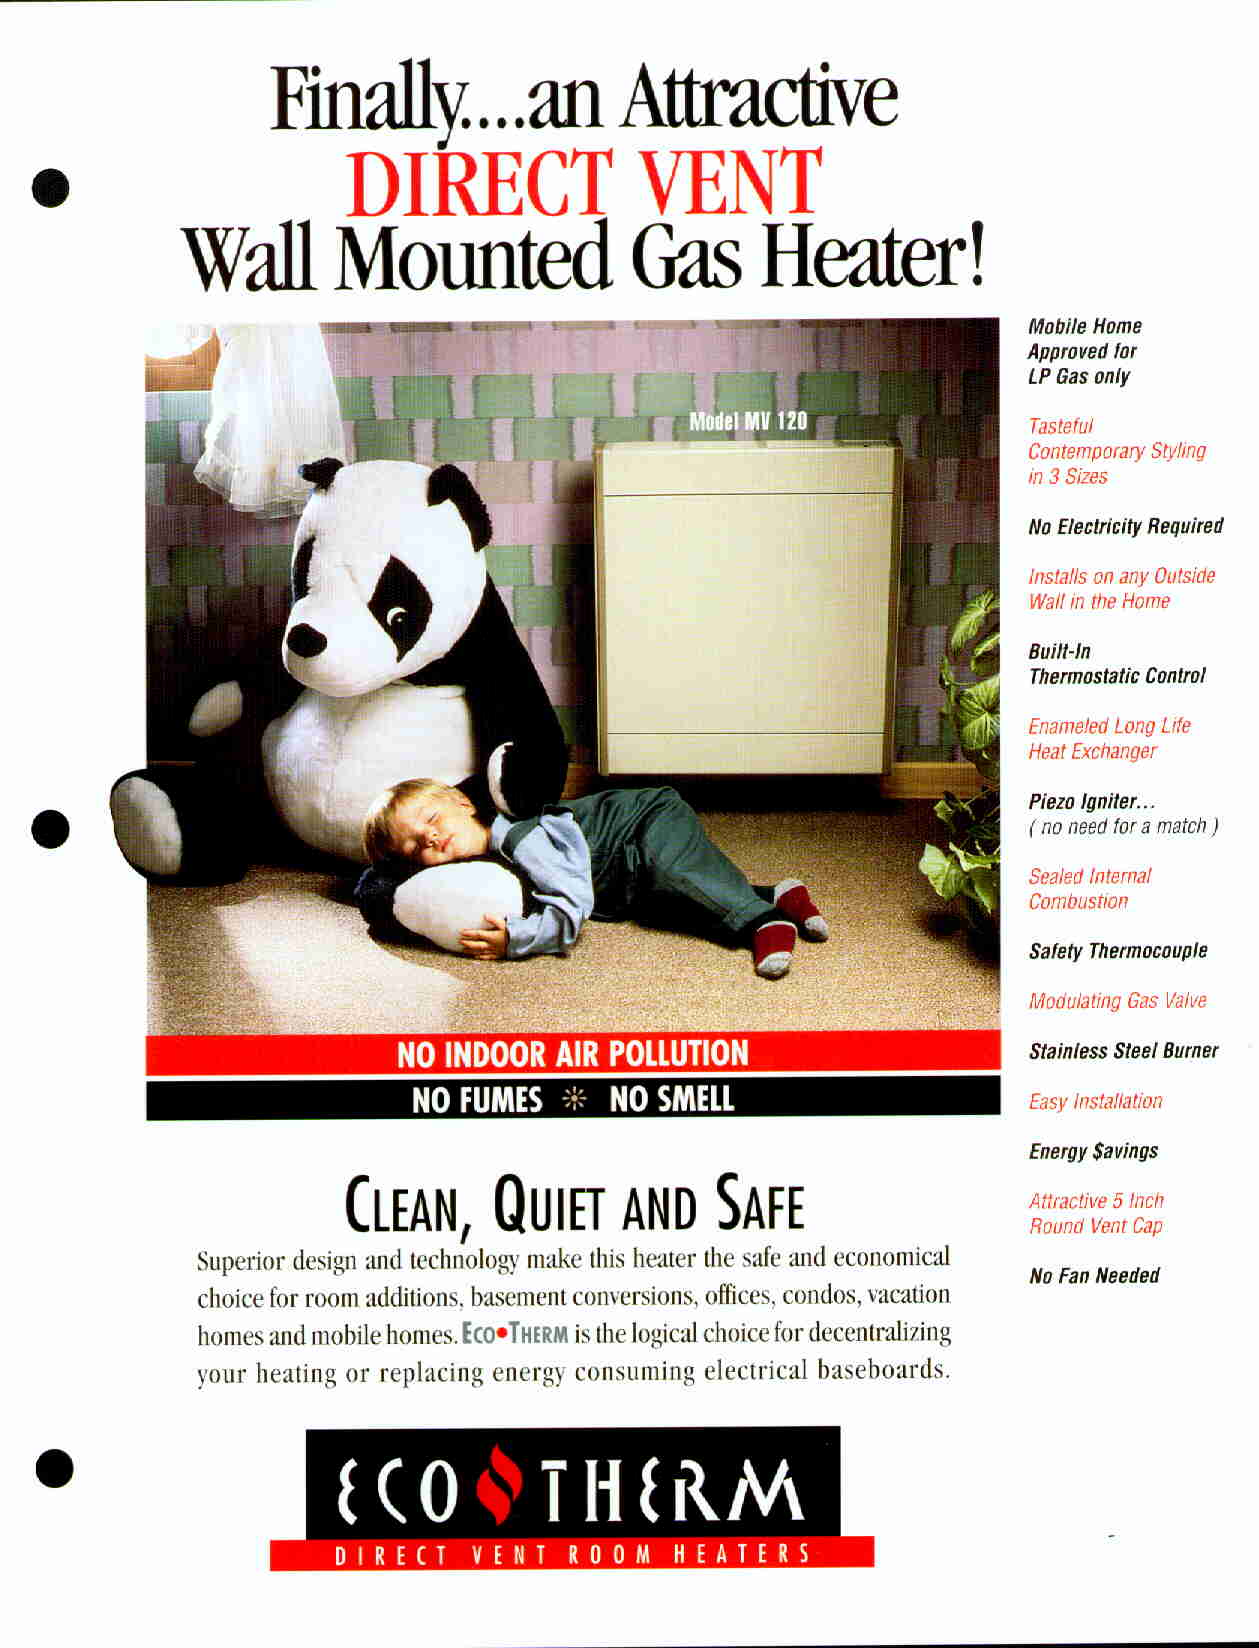 Finally....an Attractive
DIRECT VENT
Wall Mounted Gas Heater!
Model MV 120
Mobile Home
Approved for
LP Gas only
Tasteful
Contemporary Styling
in 3 Sizes
No Electricity Required
Installs on any Outside
Wall in the Home
Built-In
Thermostatic Control
Enameled Long Life
Heat Exchanger
Piezo Igniter...
( no need for a match )
Sealed Internal
Combustion
Safety Thermocouple
Modulating Gas Valve
Stainless Steel Burner
Easy Installation
Energy $avings
Attractive 5 Inch
Round Vent Cap
No Fan Needed
NO INDOOR AIR POLLUTION
NO FUMES ☼ NO SMELL
CLEAN, QUIET AND SAFE
Superior design and technology make this heater the safe and economical
choice for room additions, basement conversions, offices, condos, vacation
homes and mobile homes. ECO•THERM is the logical choice for decentralizing
your heating or replacing energy consuming electrical baseboards.
ECO THERM
DIRECT VENT ROOM HEATERS